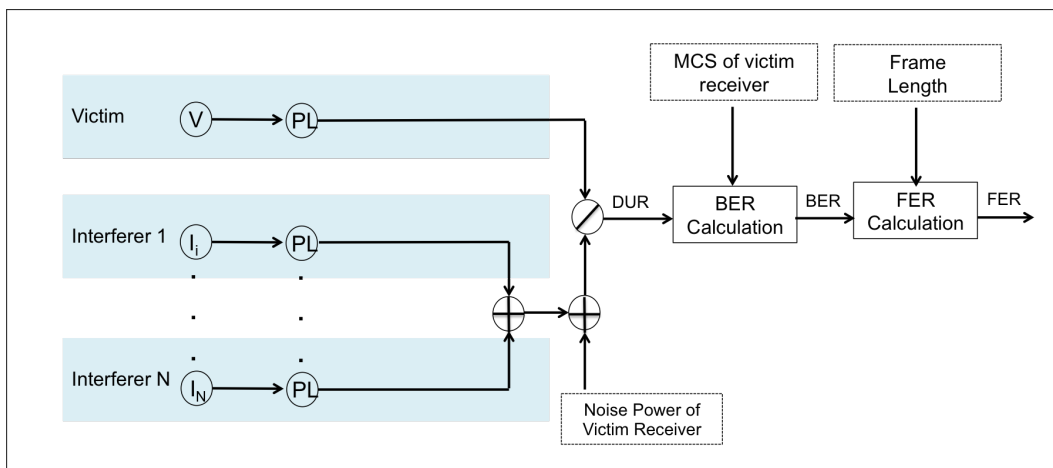 MCS of victim
receiver
Frame
Length
Victim
V
PL
DUR
BER
Calculation
BER
FER
Calculation
FER
Interferer 1
Ii
PL
Interferer N
IN
PL
Noise Power of
Victim Receiver